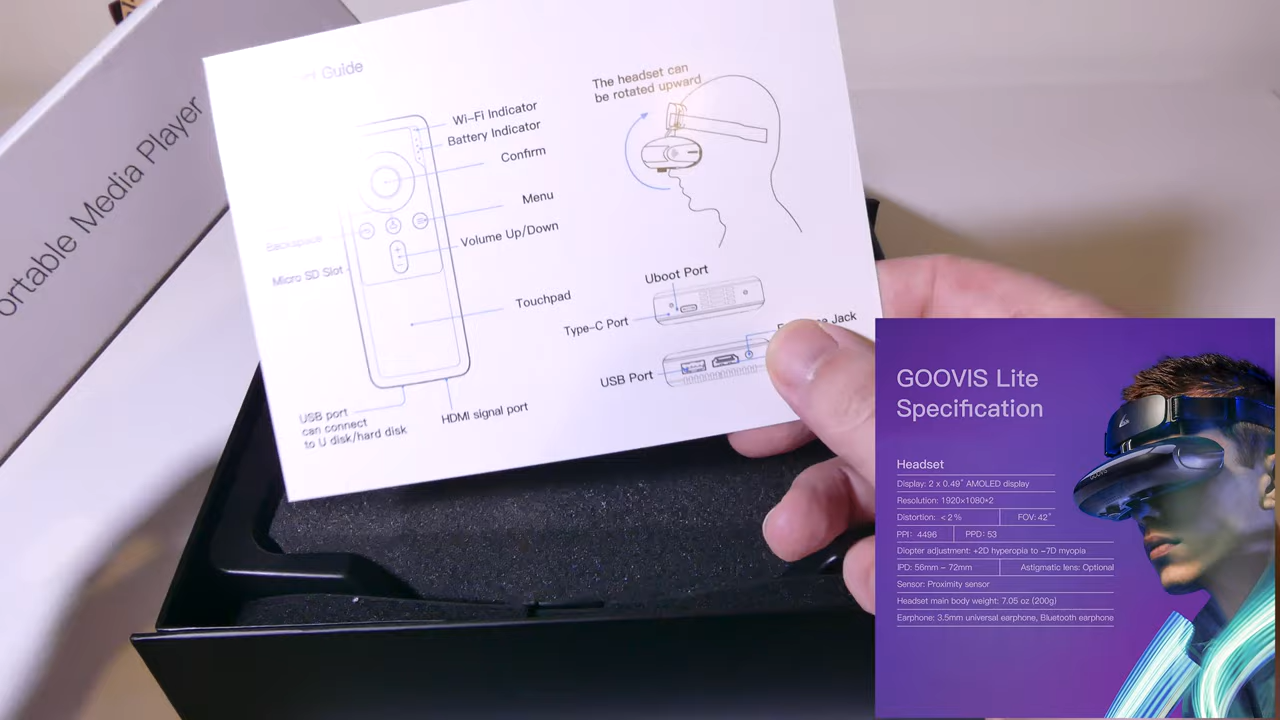 ortable Media Player
Guide
Wi-Fi Indicator
Battery Indicator
Confirm
Menu
Backspace
Volume Up/Down
Micro SD Slot
Touchpad
USB port
can connect
to U disk/hard disk
HDMI signal port
The headset can
be rotated upward
Uboot Port
Type-C Port
Jack
USB Port
GOOVIS Lite
Specification
Headset
Display: 2 x 0.49" AMOLED display
Resolution: 1920×1080*2
Distortion: <2% FOV: 42°
PPI: 4496 PPD: 53
Diopter adjustment: +2D hyperopia to -7D myopia
IPD: 56mm - 72mm Astigmatic lens: Optional
Sensor: Proximity sensor
Headset main body weight: 7.05 oz (200g)
Earphone: 3.5mm universal earphone, Bluetooth earphone